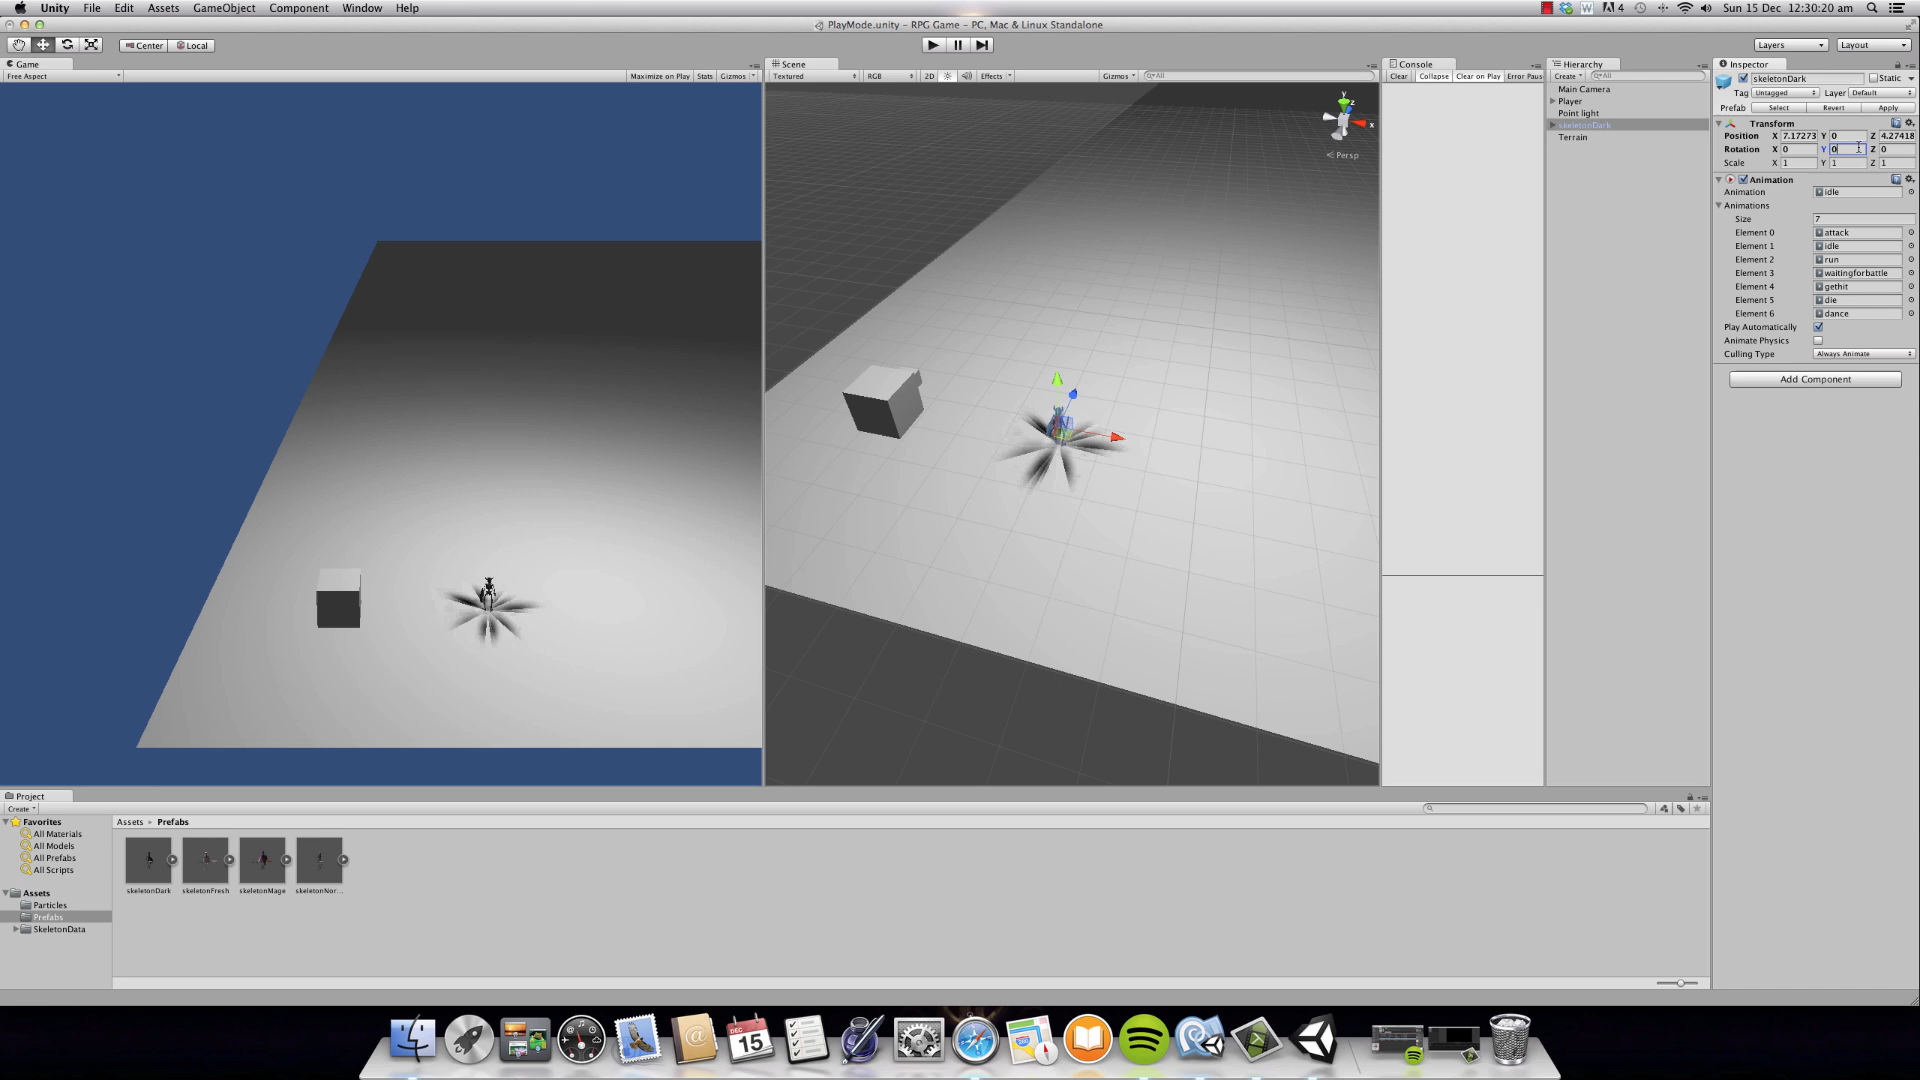 Unity File Edit Assets GameObject Component Window Help
4 Sun 15 Dec 12:30:20 am
PlayMode.unity – RPG Game – PC, Mac & Linux Standalone
Center Local
Layers Layout
Game
Free Aspect Maximize on Play Stats Gizmos
Scene
Textured RGB 2D Effects Gizmos All
y
z
x
Persp
Console
Clear Collapse Clear on Play Error Paus
Hierarchy
Create All
Main Camera
Player
Point light
skeletonDark
Terrain
Inspector
skeletonDark Static
Tag Untagged Layer Default
Prefab Select Revert Apply
Transform
Position X 7.17273 Y 0 Z 4.27418
Rotation X 0 Y 0 Z 0
Scale X 1 Y 1 Z 1
Animation
Animation idle
Animations
Size 7
Element 0 attack
Element 1 idle
Element 2 run
Element 3 waitingforbattle
Element 4 gethit
Element 5 die
Element 6 dance
Play Automatically
Animate Physics
Culling Type Always Animate
Add Component
Project
Create
Favorites
All Materials
All Models
All Prefabs
All Scripts
Assets
Particles
Prefabs
SkeletonData
Assets Prefabs
skeletonDark skeletonFresh skeletonMage skeletonNor...
DEC
15